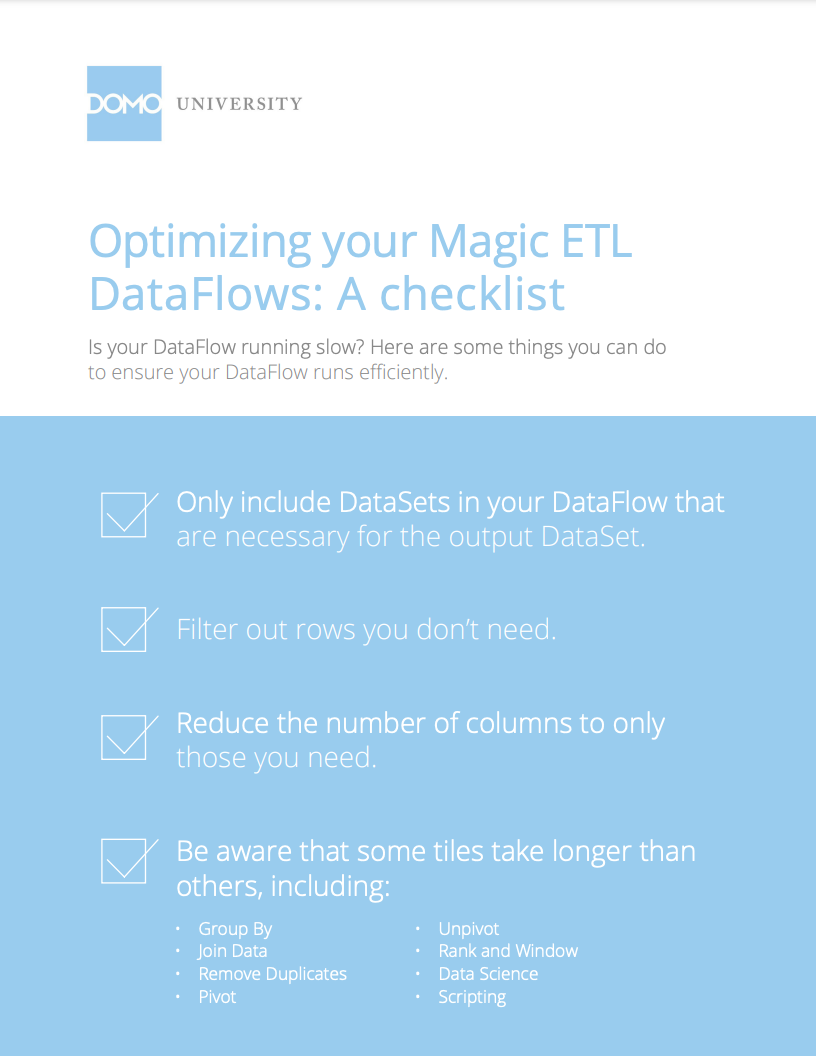 DOMO UNIVERSITY
Optimizing your Magic ETL
DataFlows: A checklist
Is your DataFlow running slow? Here are some things you can do
to ensure your DataFlow runs efficiently.
Only include DataSets in your DataFlow that
are necessary for the output DataSet.
Filter out rows you don’t need.
Reduce the number of columns to only
those you need.
Be aware that some tiles take longer than
others, including:
• Group By
• Join Data
• Remove Duplicates
• Pivot
• Unpivot
• Rank and Window
• Data Science
• Scripting